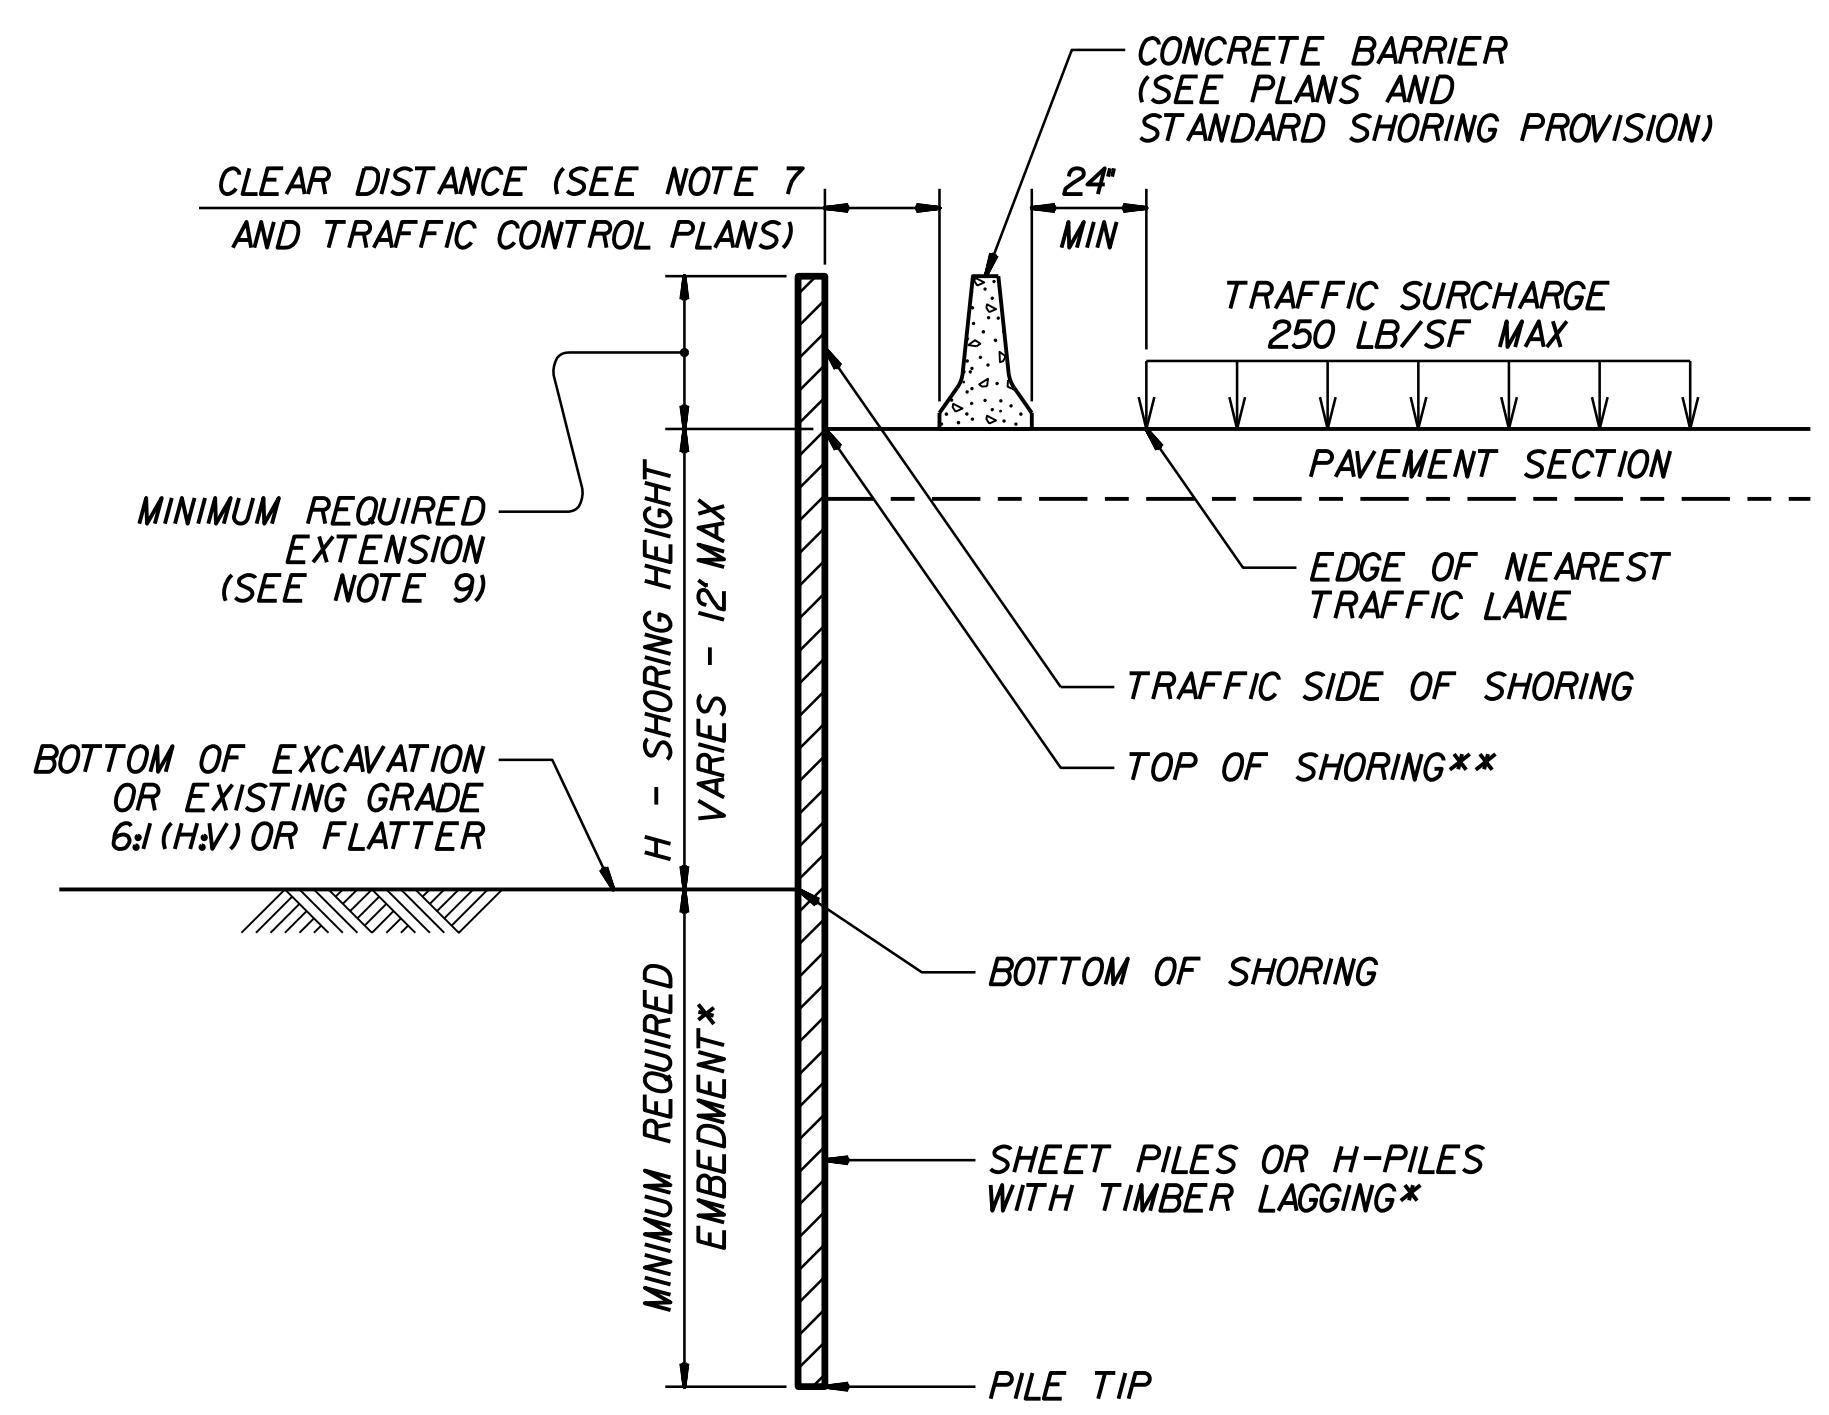 CONCRETE BARRIER
(SEE PLANS AND
STANDARD SHORING PROVISION)
CLEAR DISTANCE (SEE NOTE 7
AND TRAFFIC CONTROL PLANS)
24"
MIN
TRAFFIC SURCHARGE
250 LB/SF MAX
PAVEMENT SECTION
MINIMUM REQUIRED
EXTENSION
(SEE NOTE 9)
H - SHORING HEIGHT
VARIES - 12' MAX
EDGE OF NEAREST
TRAFFIC LANE
TRAFFIC SIDE OF SHORING
TOP OF SHORING**
BOTTOM OF EXCAVATION
OR EXISTING GRADE
6:1 (H:V) OR FLATTER
BOTTOM OF SHORING
MINIMUM REQUIRED
EMBEDMENT*
SHEET PILES OR H-PILES
WITH TIMBER LAGGING*
PILE TIP